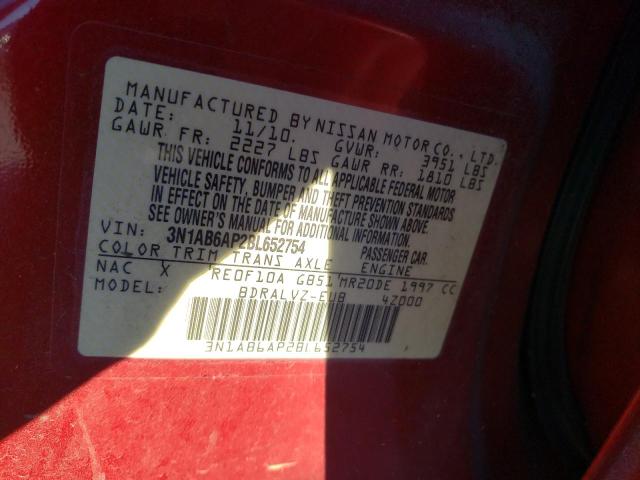 MANUFACTURED BY NISSAN MOTOR CO., LTD.
DATE: 11/10. GVWR: 3951 LBS
GAWR FR: 2227 LBS GAWR RR: 1810 LBS
THIS VEHICLE CONFORMS TO ALL APPLICABLE FEDERAL MOTOR
VEHICLE SAFETY, BUMPER AND THEFT PREVENTION STANDARDS
IN EFFECT ON THE DATE OF MANUFACTURE SHOWN ABOVE.
SEE OWNER'S MANUAL FOR ADDITIONAL INFORMATION.
VIN: 3N1AB6AP2BL652754 PASSENGER CAR.
COLOR TRIM TRANS AXLE ENGINE
NAC X RE0F10A GB51 MR20DE 1997 CC
MODEL: BDRALVZ-EUB 4Z000
3N1AB6AP2BL652754